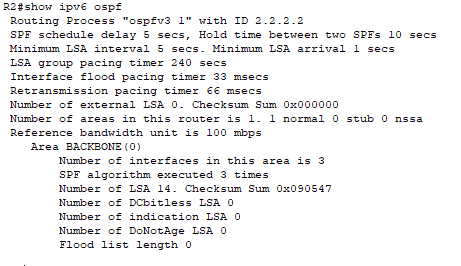 R2#show ipv6 ospf
Routing Process "ospfv3 1" with ID 2.2.2.2
SPF schedule delay 5 secs, Hold time between two SPFs 10 secs
Minimum LSA interval 5 secs. Minimum LSA arrival 1 secs
LSA group pacing timer 240 secs
Interface flood pacing timer 33 msecs
Retransmission pacing timer 66 msecs
Number of external LSA 0. Checksum Sum 0x000000
Number of areas in this router is 1. 1 normal 0 stub 0 nssa
Reference bandwidth unit is 100 mbps
Area BACKBONE(0)
Number of interfaces in this area is 3
SPF algorithm executed 3 times
Number of LSA 14. Checksum Sum 0x090547
Number of DCbitless LSA 0
Number of indication LSA 0
Number of DoNotAge LSA 0
Flood list length 0